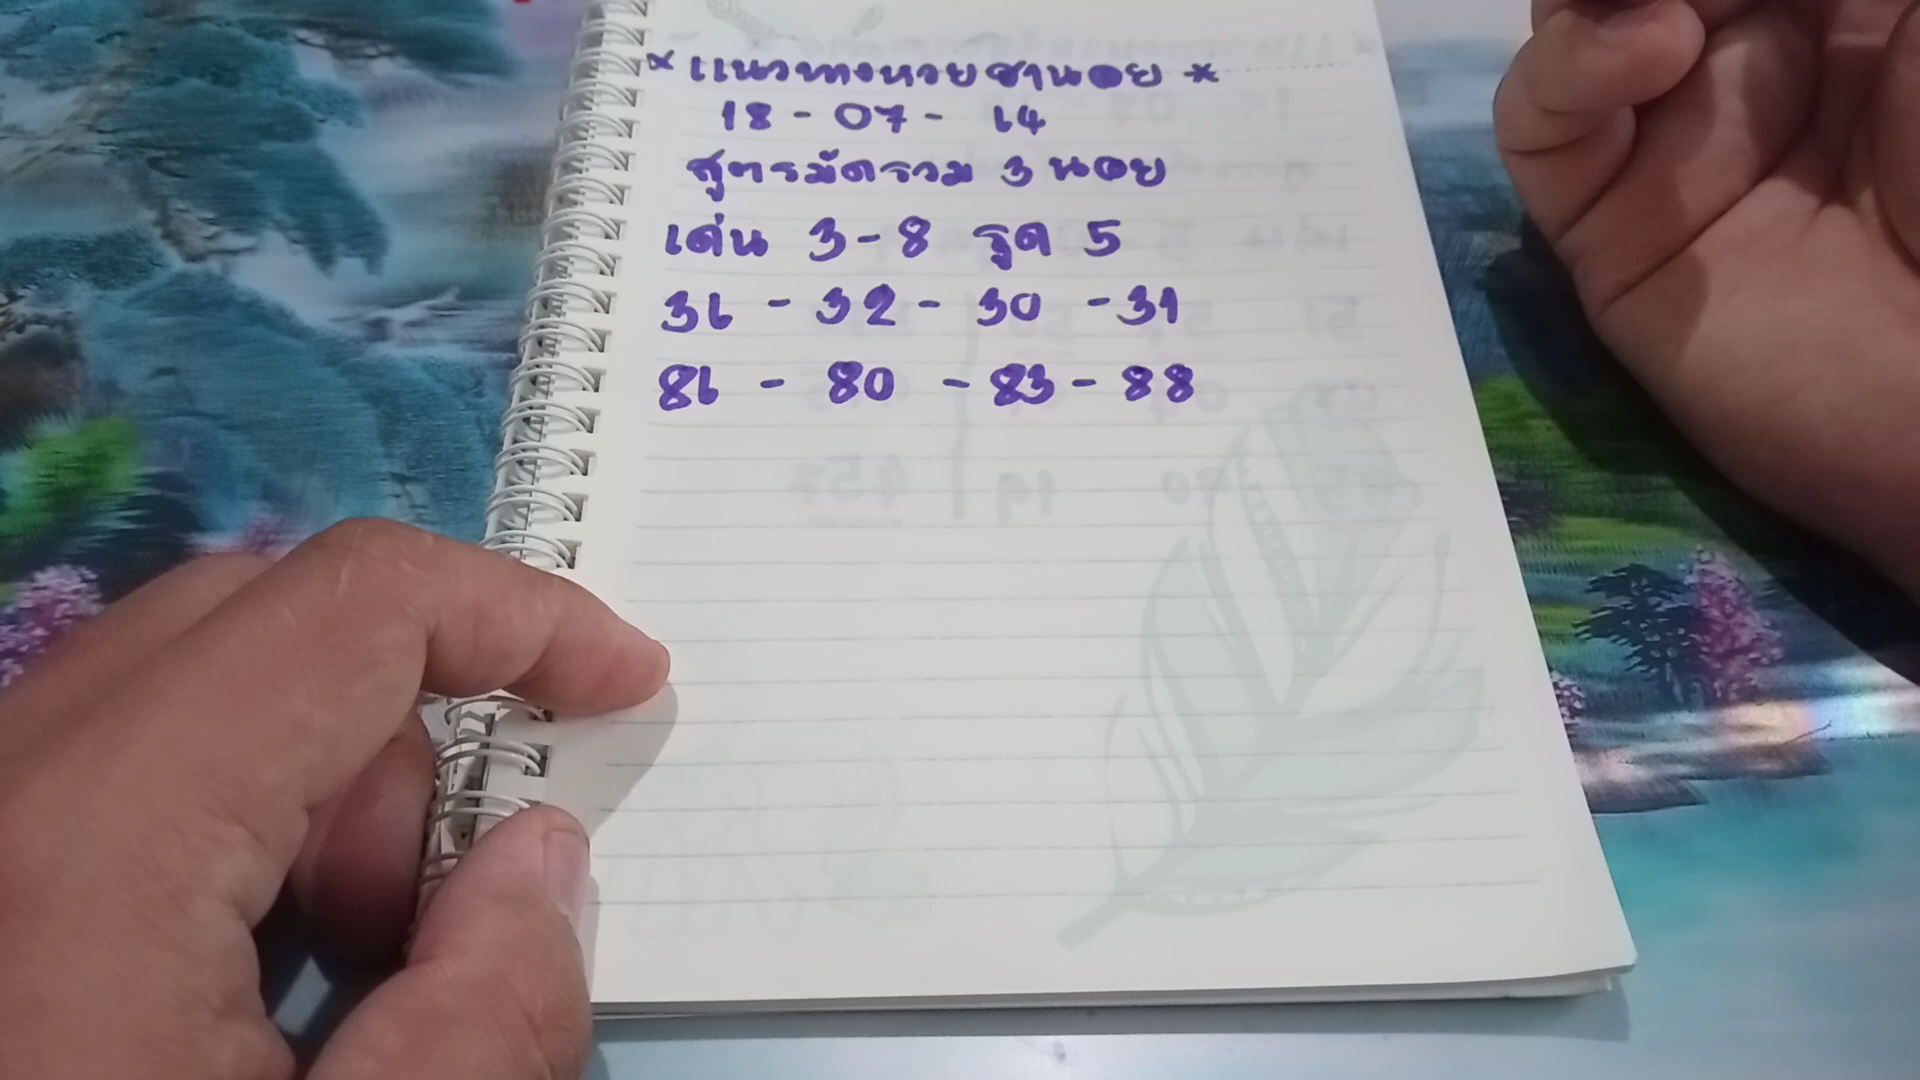 * แนวทางหวยฮานอย *
18 - 07 - 64
สูตรมัดรวม 3 นอย
เด่น 3-8 รูด 5
36 - 32 - 30 - 31
86 - 80 - 83 - 88